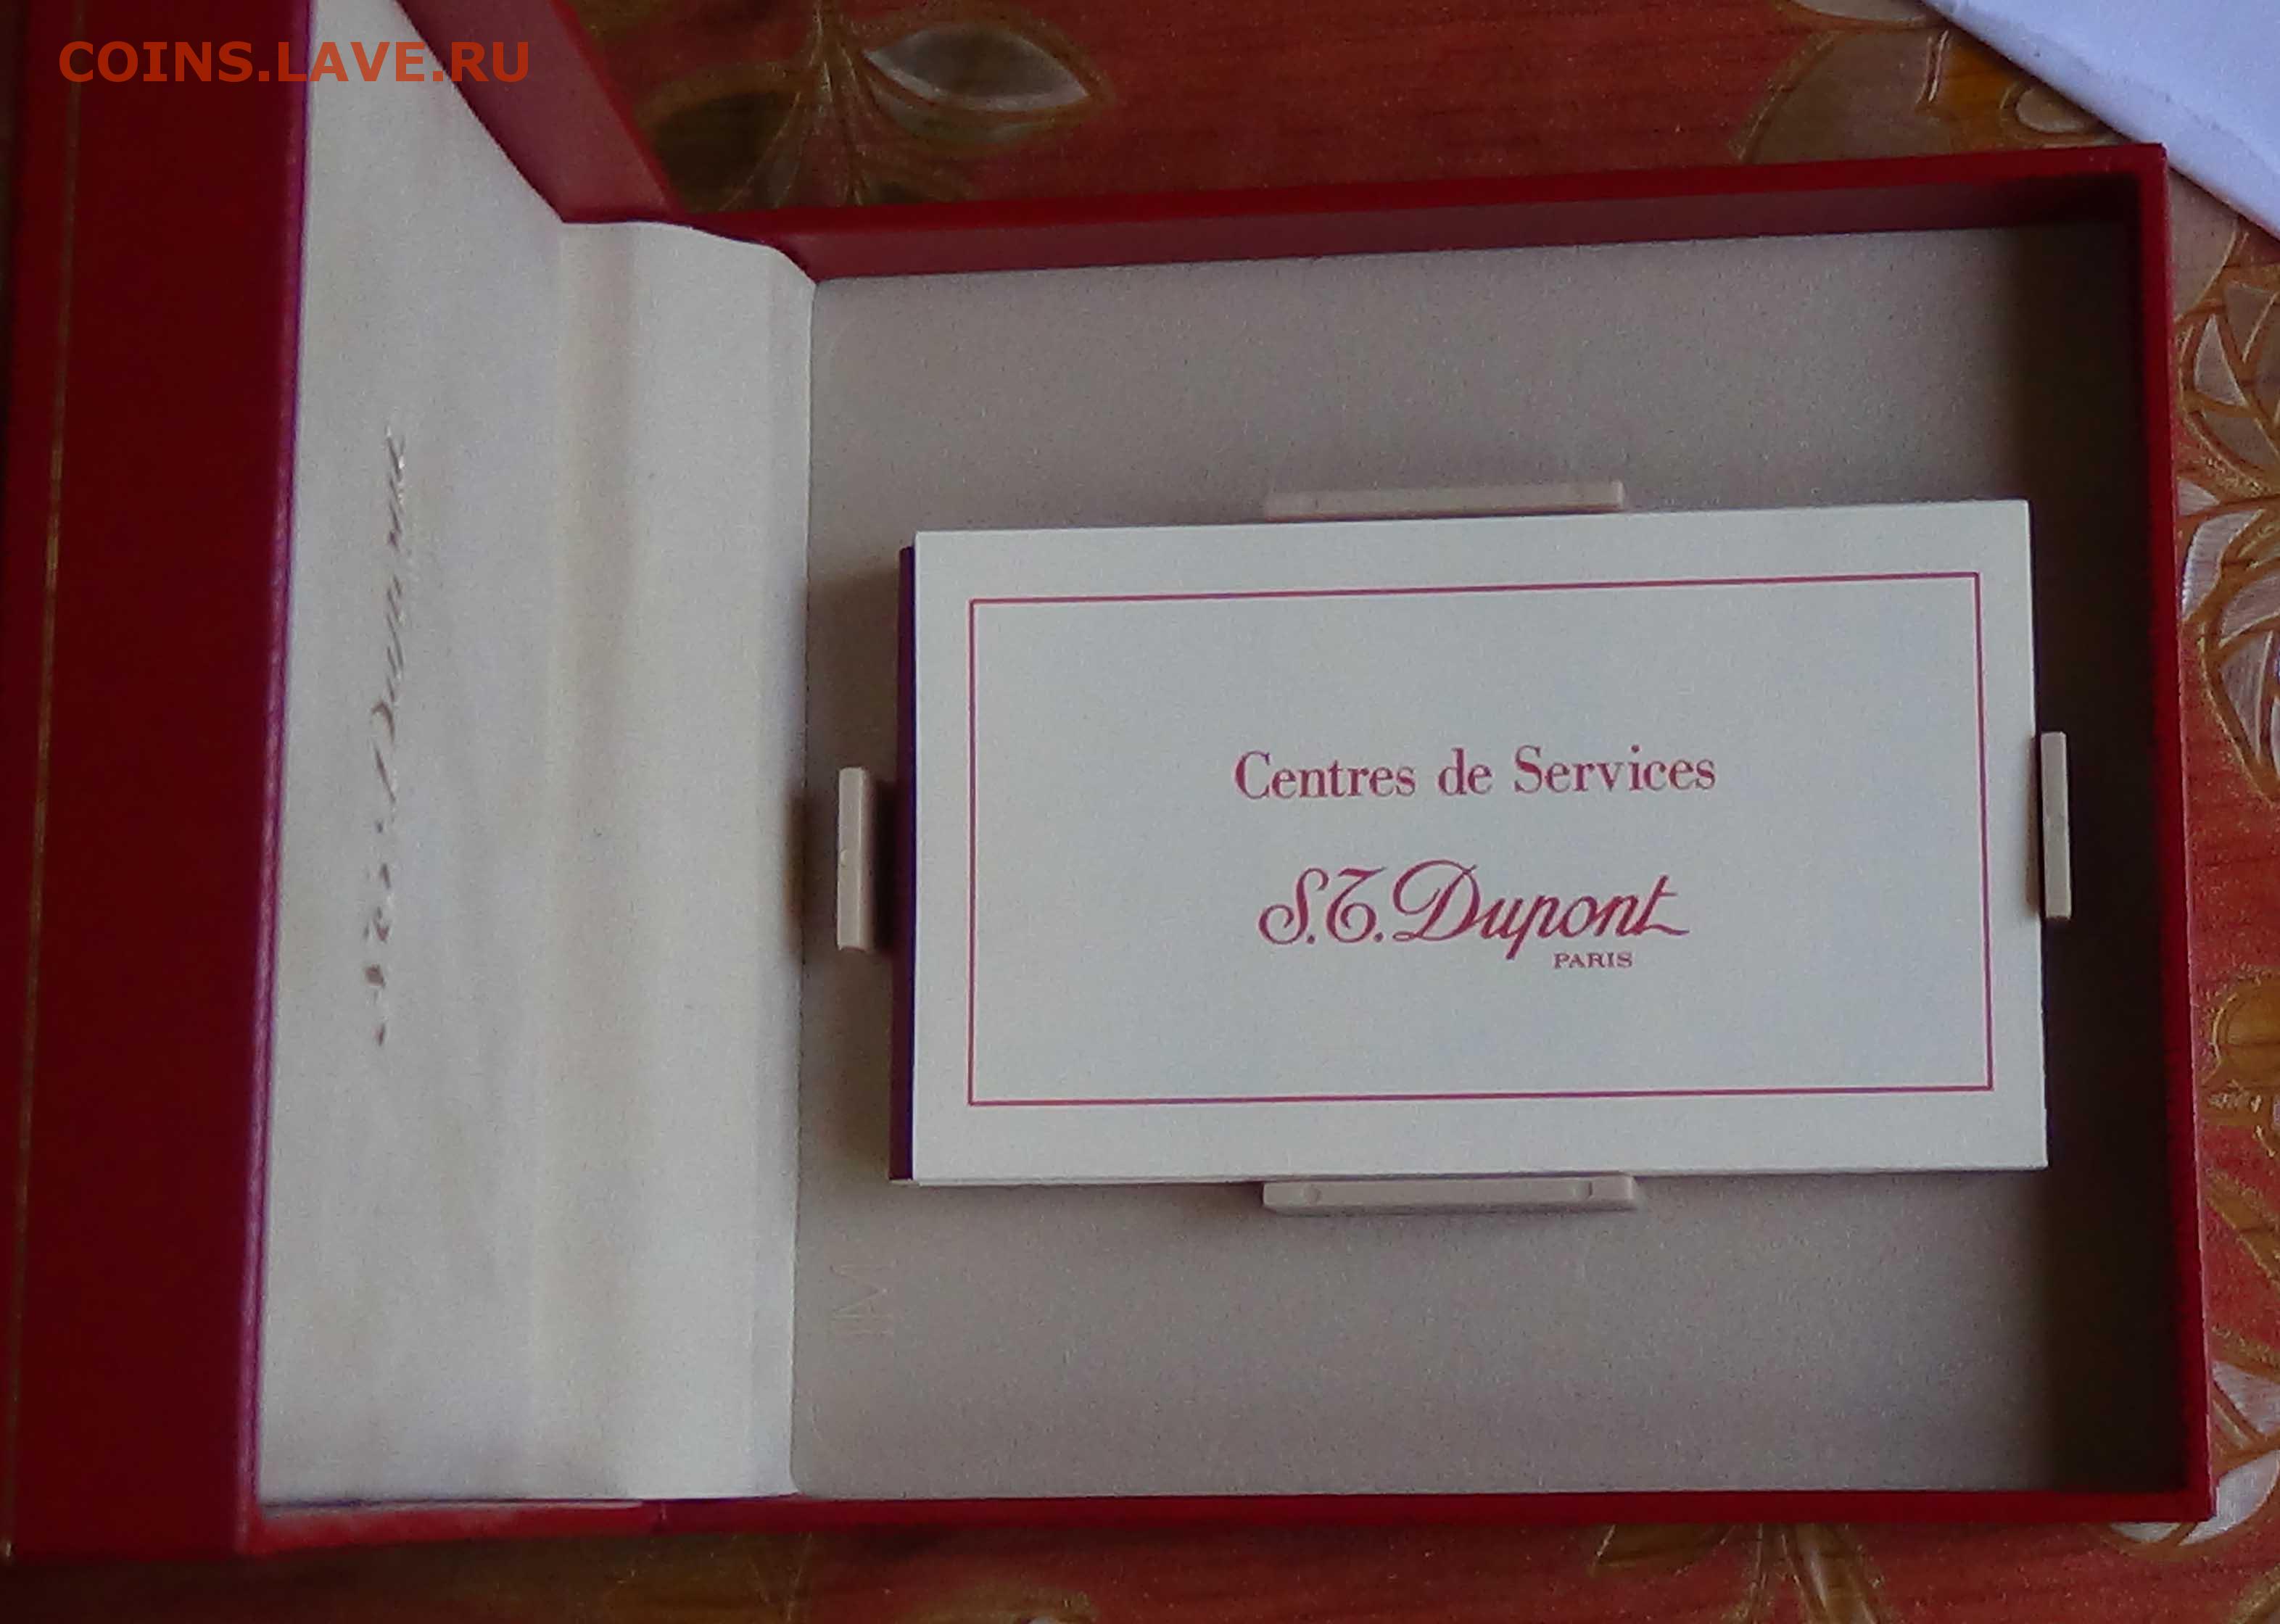 COINS.LAVE.RU
Centres de Services
S.T. Dupont
PARIS